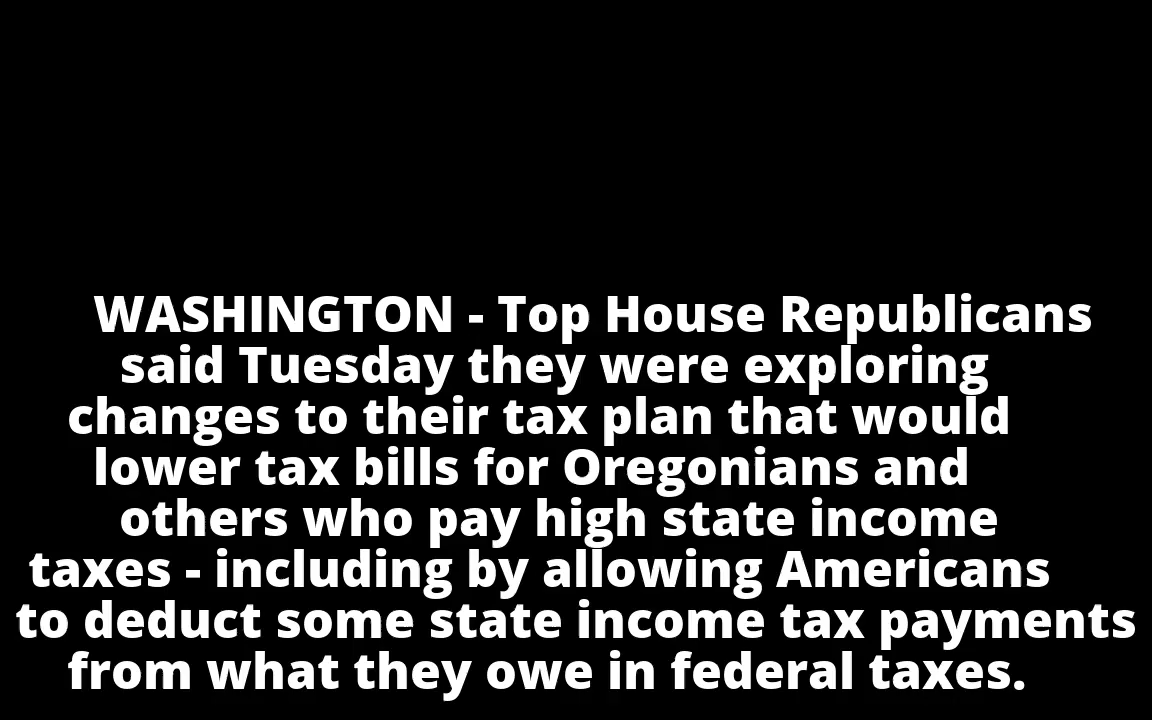 WASHINGTON - Top House Republicans
said Tuesday they were exploring
changes to their tax plan that would
lower tax bills for Oregonians and
others who pay high state income
taxes - including by allowing Americans
to deduct some state income tax payments
from what they owe in federal taxes.